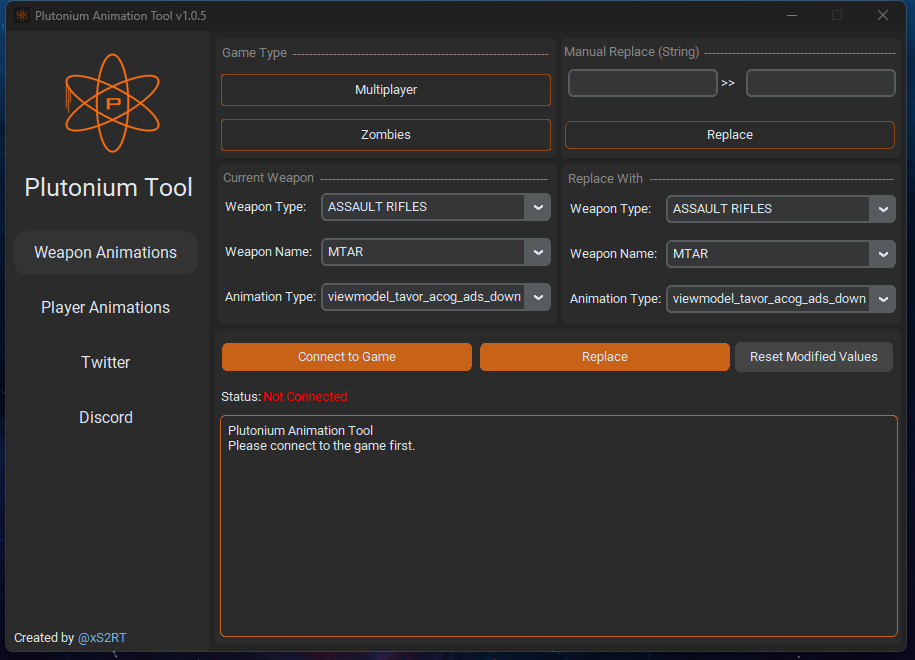 Plutonium Animation Tool v1.0.5
P
Plutonium Tool
Weapon Animations
Player Animations
Twitter
Discord
Created by @xS2RT
Game Type
Multiplayer
Zombies
Manual Replace (String)
>>
Replace
Current Weapon
Weapon Type: ASSAULT RIFLES
Weapon Name: MTAR
Animation Type: viewmodel_tavor_acog_ads_down
Replace With
Weapon Type: ASSAULT RIFLES
Weapon Name: MTAR
Animation Type: viewmodel_tavor_acog_ads_down
Connect to Game
Replace
Reset Modified Values
Status: Not Connected
Plutonium Animation Tool
Please connect to the game first.